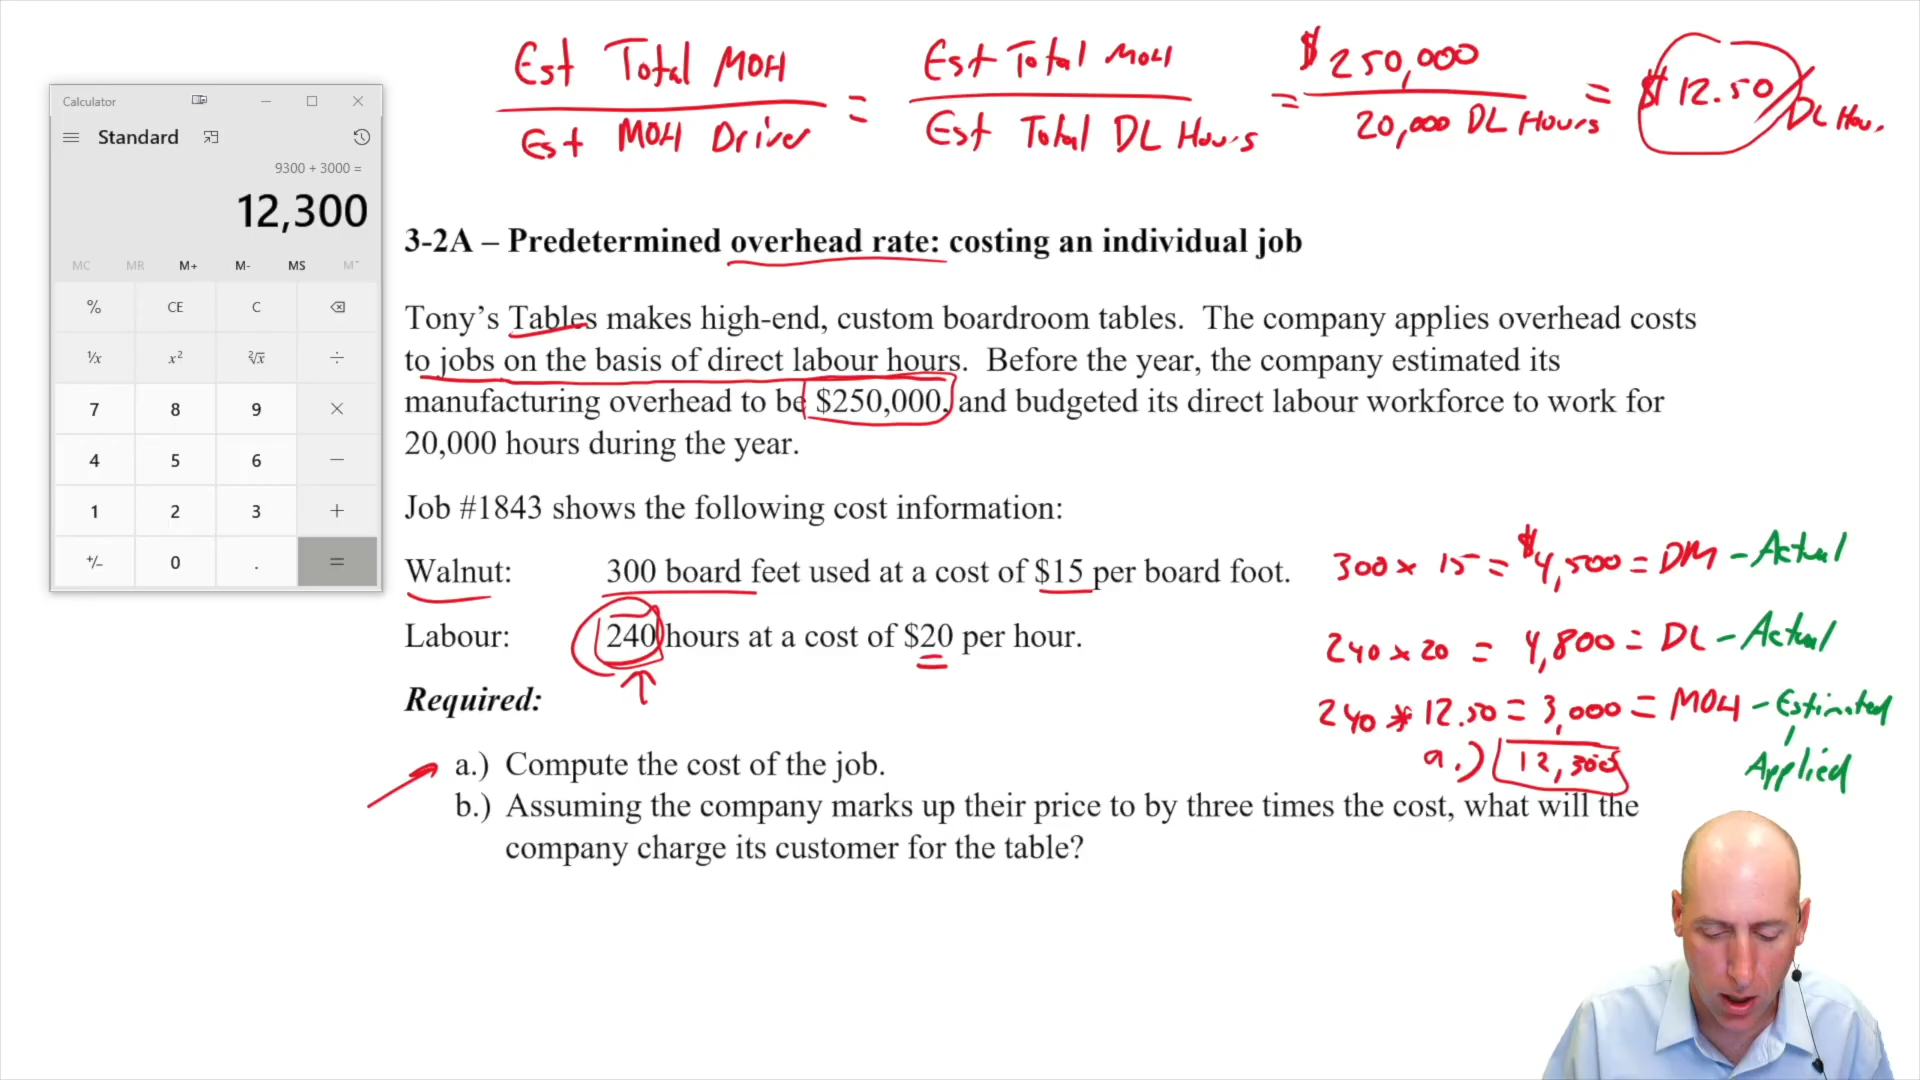 Est Total MOH = Est Total MOH = $250,000 = $12.50/DL Hou.
Est MOH Driver Est Total DL Hours 20,000 DL Hours
Calculator
Standard
9300 + 3000 =
12,300
MC MR M+ M- MS M˅
% CE C
¹/x x² ²√x ÷
7 8 9 ×
4 5 6 −
1 2 3 +
+/− 0 . =
3-2A – Predetermined overhead rate: costing an individual job
Tony's Tables makes high-end, custom boardroom tables. The company applies overhead costs
to jobs on the basis of direct labour hours. Before the year, the company estimated its
manufacturing overhead to be $250,000, and budgeted its direct labour workforce to work for
20,000 hours during the year.
Job #1843 shows the following cost information:
Walnut: 300 board feet used at a cost of $15 per board foot.
300 × 15 = $4,500 = DM - Actual
Labour: 240 hours at a cost of $20 per hour.
240 × 20 = 4,800 = DL - Actual
Required:
240 * 12.50 = 3,000 = MOH - Estimated
a.) 12,300 Applied
a.) Compute the cost of the job.
b.) Assuming the company marks up their price to by three times the cost, what will the
company charge its customer for the table?